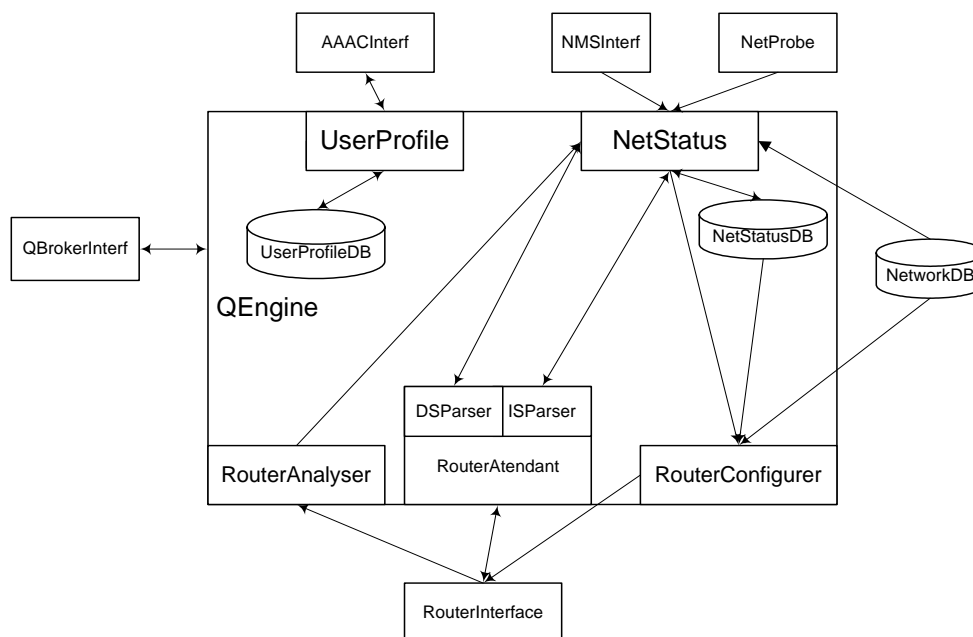 AAACInterf
NMSInterf
NetProbe
UserProfile
NetStatus
QBrokerInterf
UserProfileDB
NetStatusDB
NetworkDB
QEngine
DSParser
ISParser
RouterAnalyser
RouterAtendant
RouterConfigurer
RouterInterface